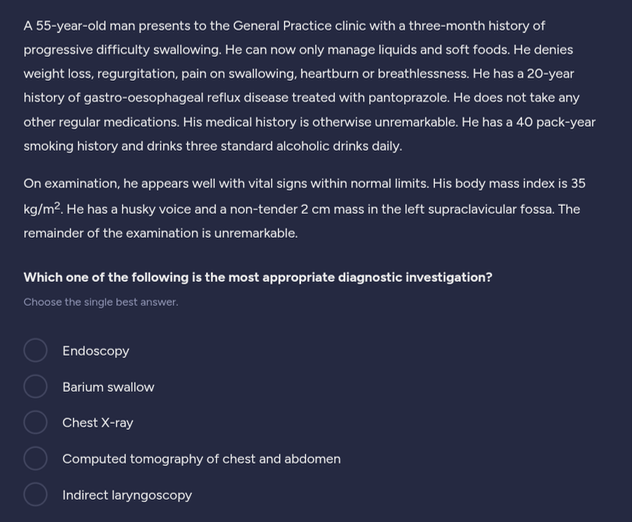 A 55-year-old man presents to the General Practice clinic with a three-month history of
progressive difficulty swallowing. He can now only manage liquids and soft foods. He denies
weight loss, regurgitation, pain on swallowing, heartburn or breathlessness. He has a 20-year
history of gastro-oesophageal reflux disease treated with pantoprazole. He does not take any
other regular medications. His medical history is otherwise unremarkable. He has a 40 pack-year
smoking history and drinks three standard alcoholic drinks daily.
On examination, he appears well with vital signs within normal limits. His body mass index is 35
kg/m². He has a husky voice and a non-tender 2 cm mass in the left supraclavicular fossa. The
remainder of the examination is unremarkable.
Which one of the following is the most appropriate diagnostic investigation?
Choose the single best answer.
Endoscopy
Barium swallow
Chest X-ray
Computed tomography of chest and abdomen
Indirect laryngoscopy